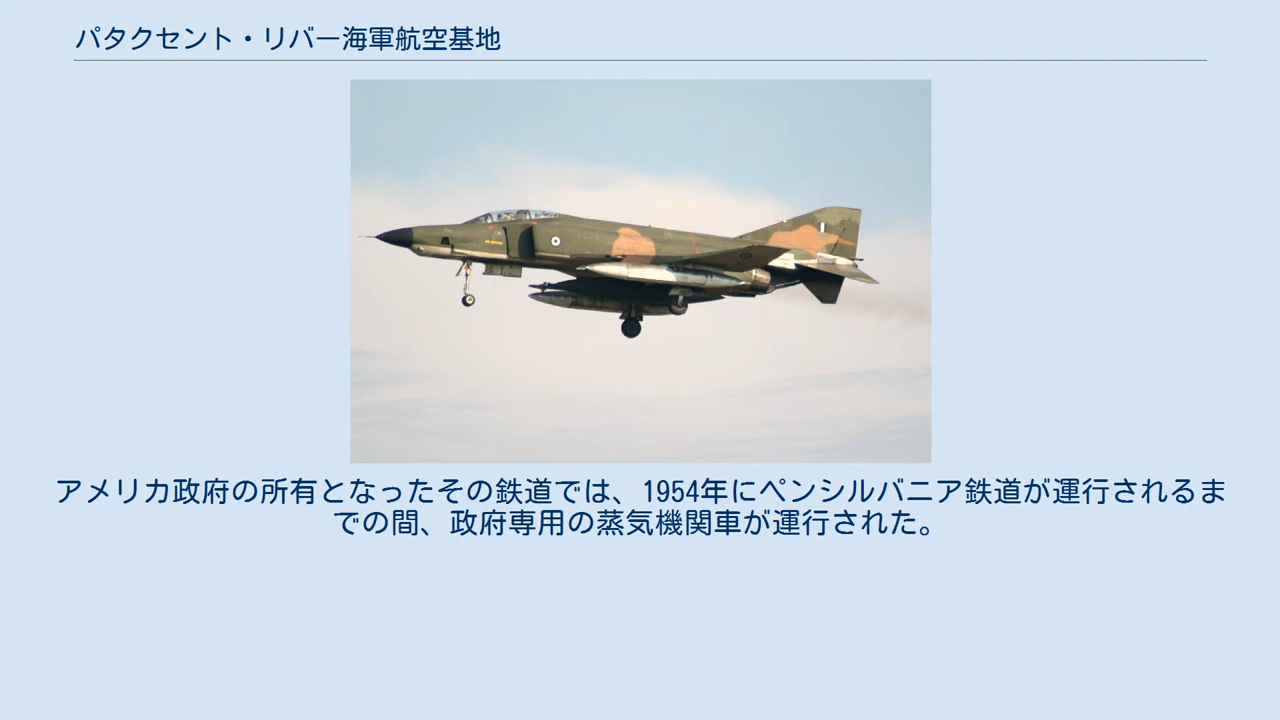 パタクセント・リバー海軍航空基地
アメリカ政府の所有となったその鉄道では、1954年にペンシルバニア鉄道が運行されるま
での間、政府専用の蒸気機関車が運行された。